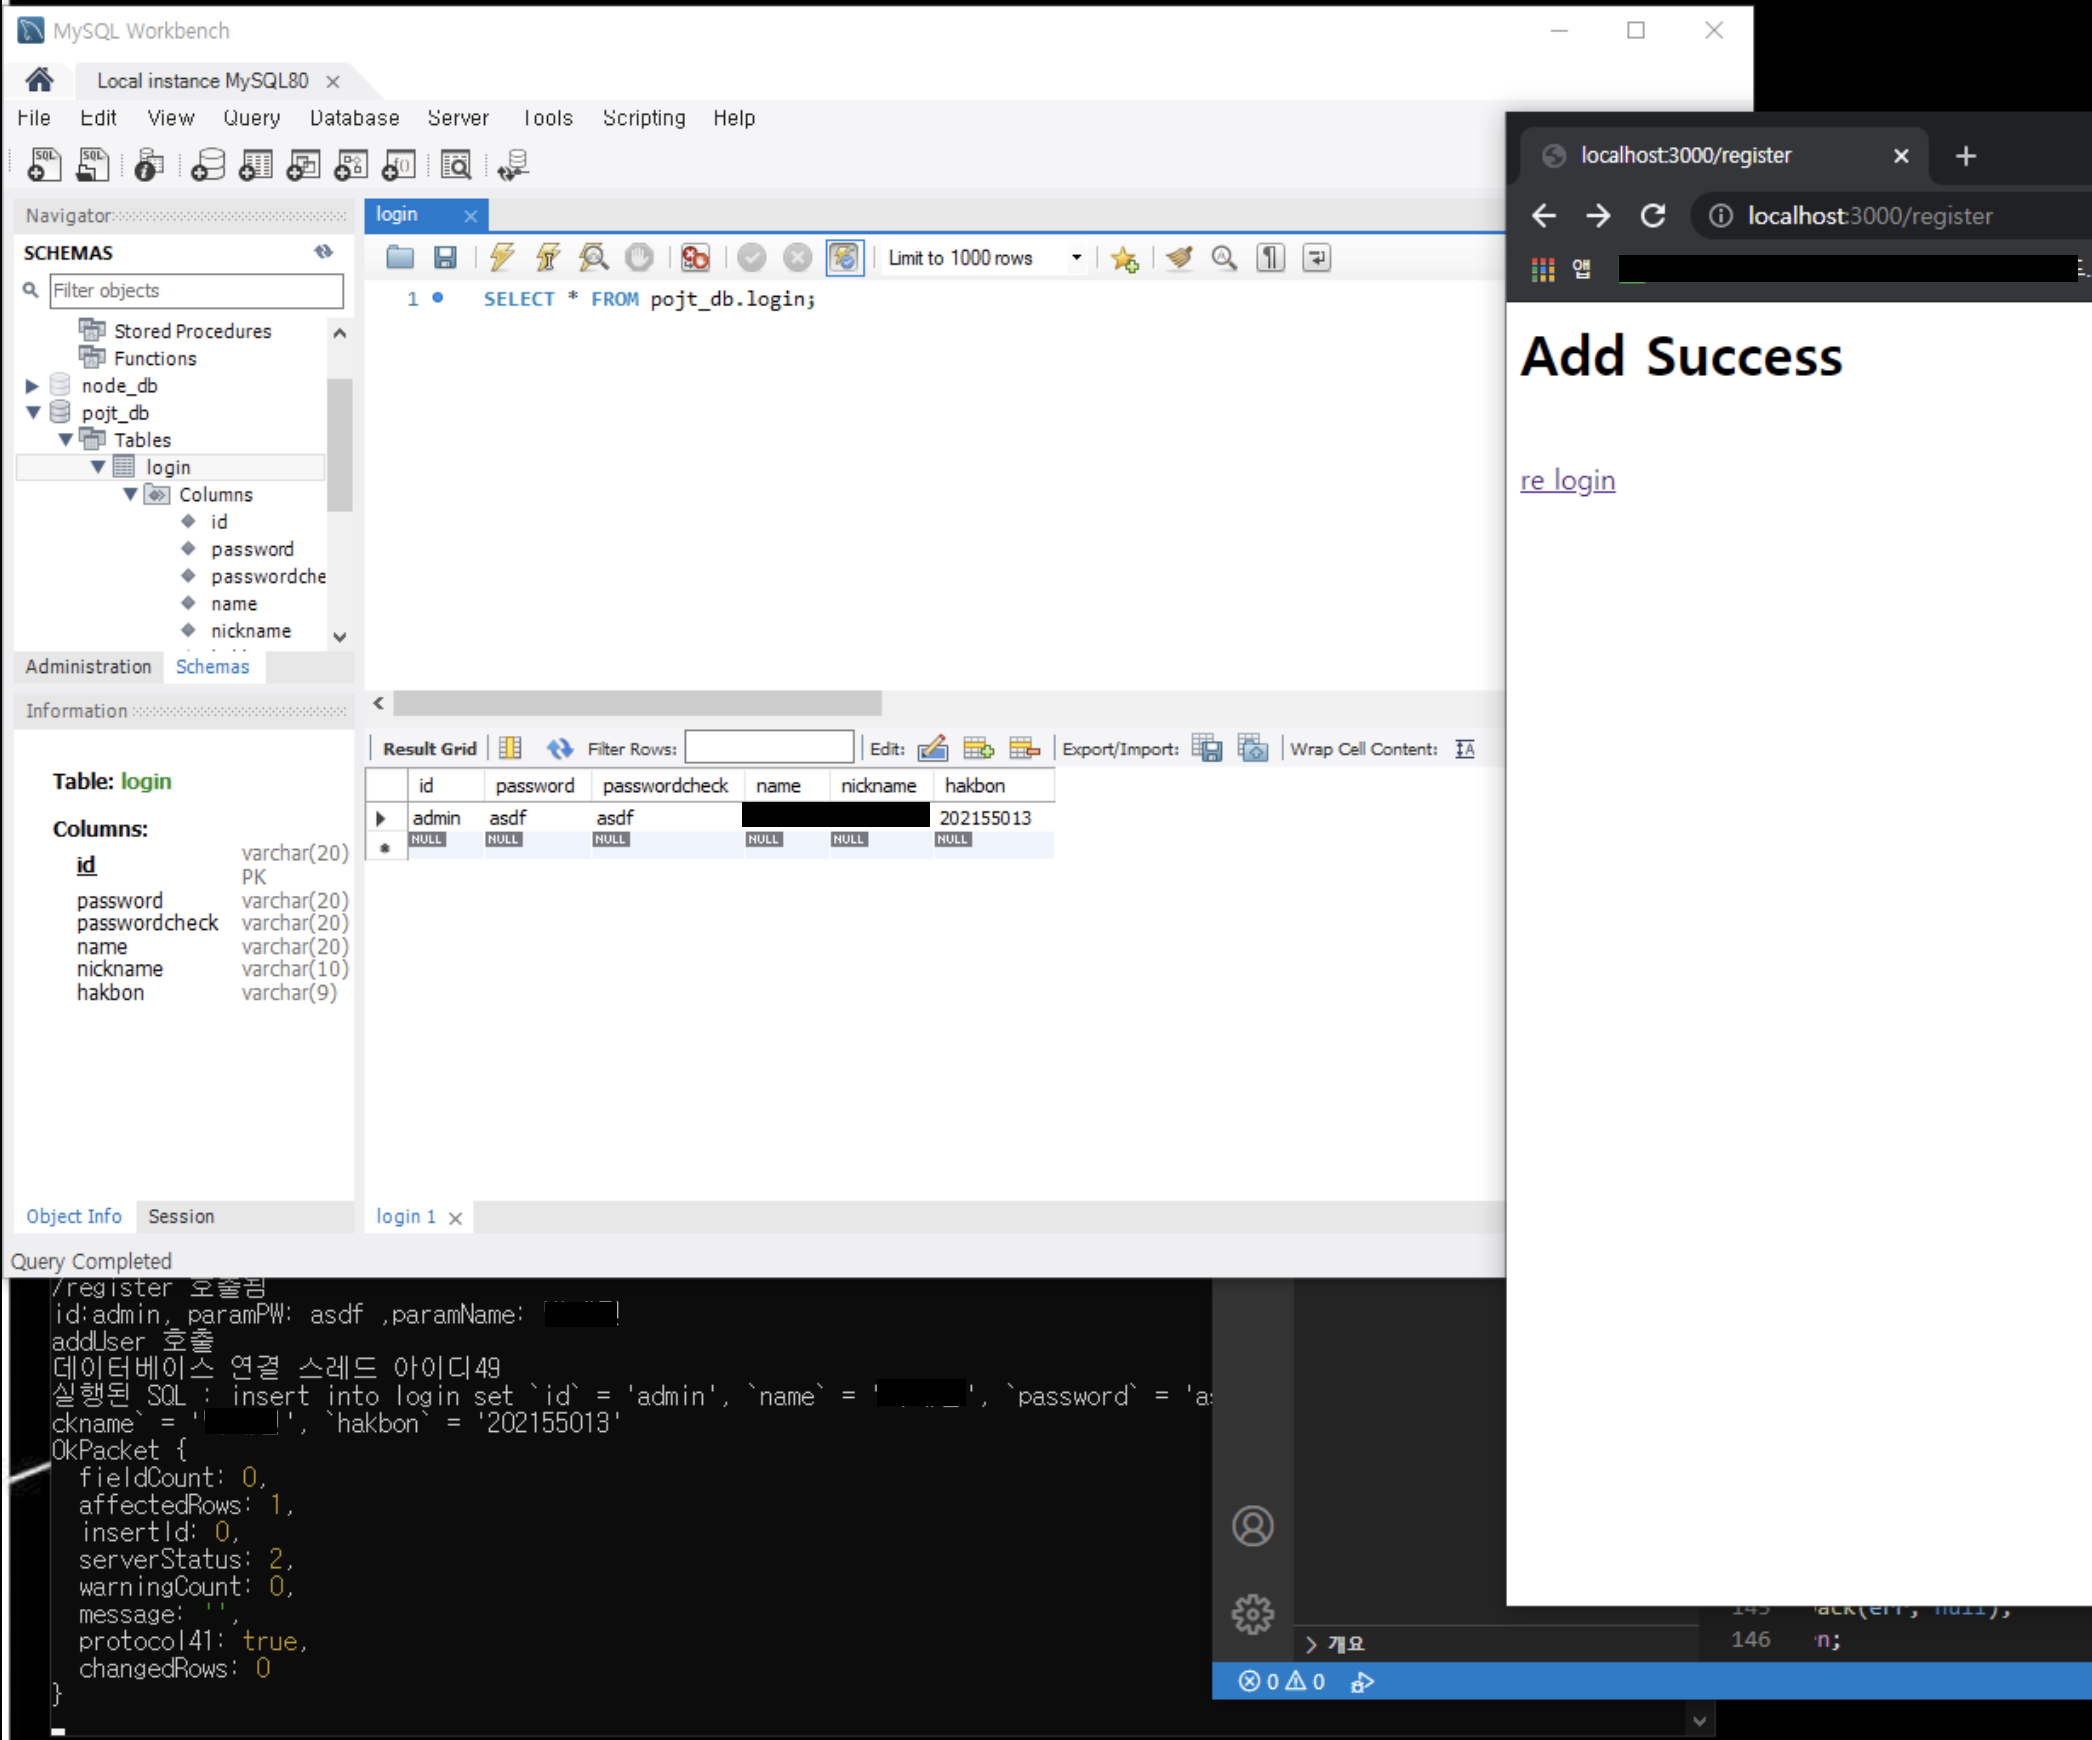 MySQL Workbench
Local instance MySQL80
File Edit View Query Database Server Tools Scripting Help
Navigator
SCHEMAS
Filter objects
Stored Procedures
Functions
node_db
pojt_db
Tables
login
Columns
id
password
passwordche
name
nickname
Administration Schemas
Information
Table: login
Columns:
id varchar(20)
PK
password varchar(20)
passwordcheck varchar(20)
name varchar(20)
nickname varchar(10)
hakbon varchar(9)
Object Info Session
Query Completed
login
Limit to 1000 rows
1 SELECT * FROM pojt_db.login;
Result Grid Filter Rows: Edit: Export/Import: Wrap Cell Content:
id password passwordcheck name nickname hakbon
admin asdf asdf 202155013
NULL NULL NULL NULL NULL NULL
login 1
localhost:3000/register
localhost:3000/register
앱
Add Success
re login
/register 호출됨
id:admin, paramPW: asdf ,paramName:
addUser 호출
데이터베이스 연결 스레드 아이디49
실행된 SQL : insert into login set `id` = 'admin', `name` = ' ', `password` = 'as
ckname` = ' ', `hakbon` = '202155013'
OkPacket {
fieldCount: 0,
affectedRows: 1,
insertId: 0,
serverStatus: 2,
warningCount: 0,
message: '',
protocol41: true,
changedRows: 0
}
개요
145 ack(err, null);
146 n;
0 0